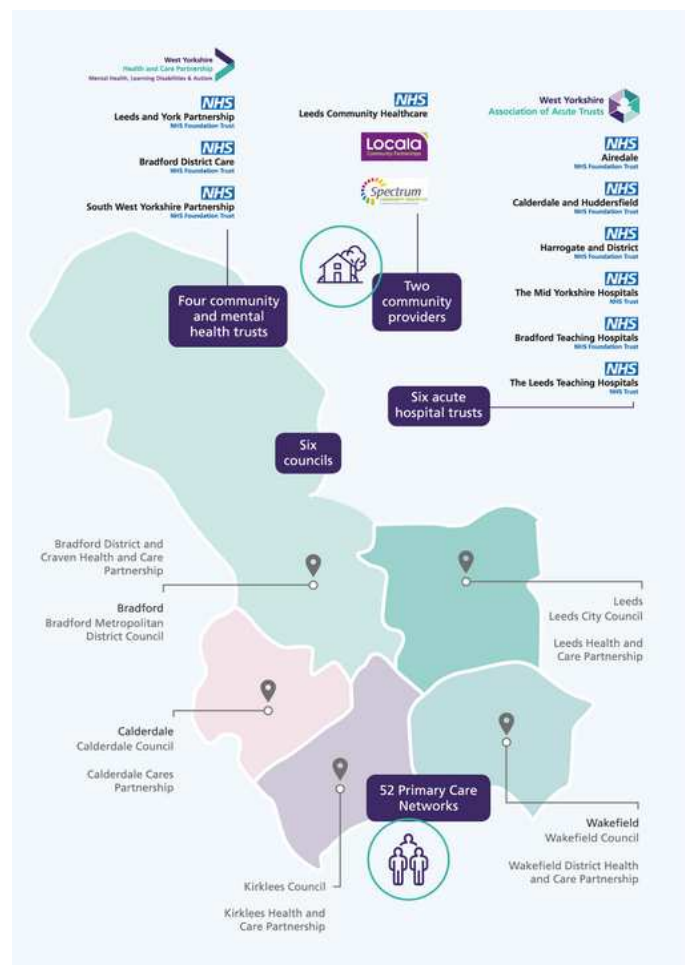 West Yorkshire
Health and Care Partnership
Mental Health, Learning Disabilities & Autism
NHS
Leeds and York Partnership
NHS Foundation Trust
NHS
Bradford District Care
NHS Foundation Trust
NHS
South West Yorkshire Partnership
NHS Foundation Trust
Four community
and mental
health trusts
NHS
Leeds Community Healthcare
Locala
Community Partnerships
Spectrum
Two
community
providers
West Yorkshire
Association of Acute Trusts
NHS
Airedale
NHS Foundation Trust
NHS
Calderdale and Huddersfield
NHS Foundation Trust
NHS
Harrogate and District
NHS Foundation Trust
NHS
The Mid Yorkshire Hospitals
NHS Trust
NHS
Bradford Teaching Hospitals
NHS Foundation Trust
NHS
The Leeds Teaching Hospitals
NHS Trust
Six acute
hospital trusts
Six
councils
Bradford District and
Craven Health and Care
Partnership
Bradford
Bradford Metropolitan
District Council
Leeds
Leeds City Council
Leeds Health and
Care Partnership
Calderdale
Calderdale Council
Calderdale Cares
Partnership
52 Primary Care
Networks
Wakefield
Wakefield Council
Wakefield District Health
and Care Partnership
Kirklees Council
Kirklees Health and
Care Partnership